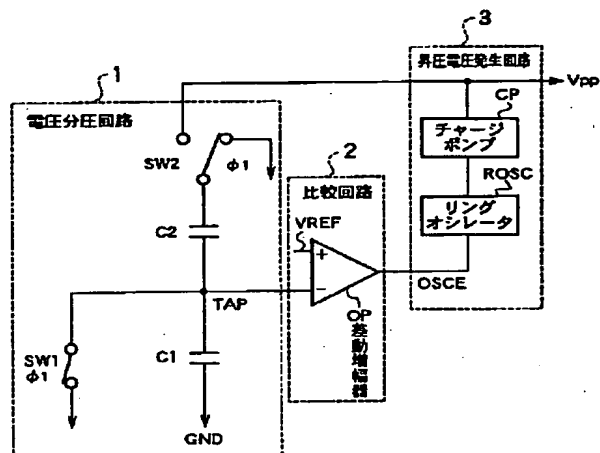 3
昇圧電圧発生回路
Vpp
CP
チャージ
ポンプ
ROSC
リング
オシレータ
OSCE
1
電圧分圧回路
SW2
φ1
C2
TAP
SW1
φ1
C1
GND
2
比較回路
VREF
+
−
OP差動増幅器